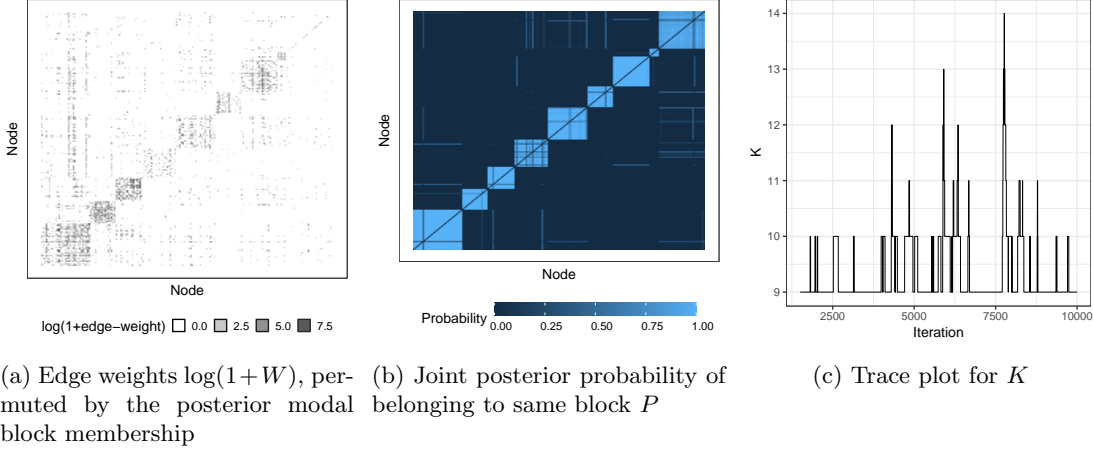 Node
Node
log(1+edge−weight) 0.0 2.5 5.0 7.5
(a) Edge weights log(1+W), per-
muted by the posterior modal
block membership
Node
Node
Probability
0.00 0.25 0.50 0.75 1.00
(b) Joint posterior probability of
belonging to same block P
14
13
12
11
10
9
K
2500 5000 7500 10000
Iteration
(c) Trace plot for K